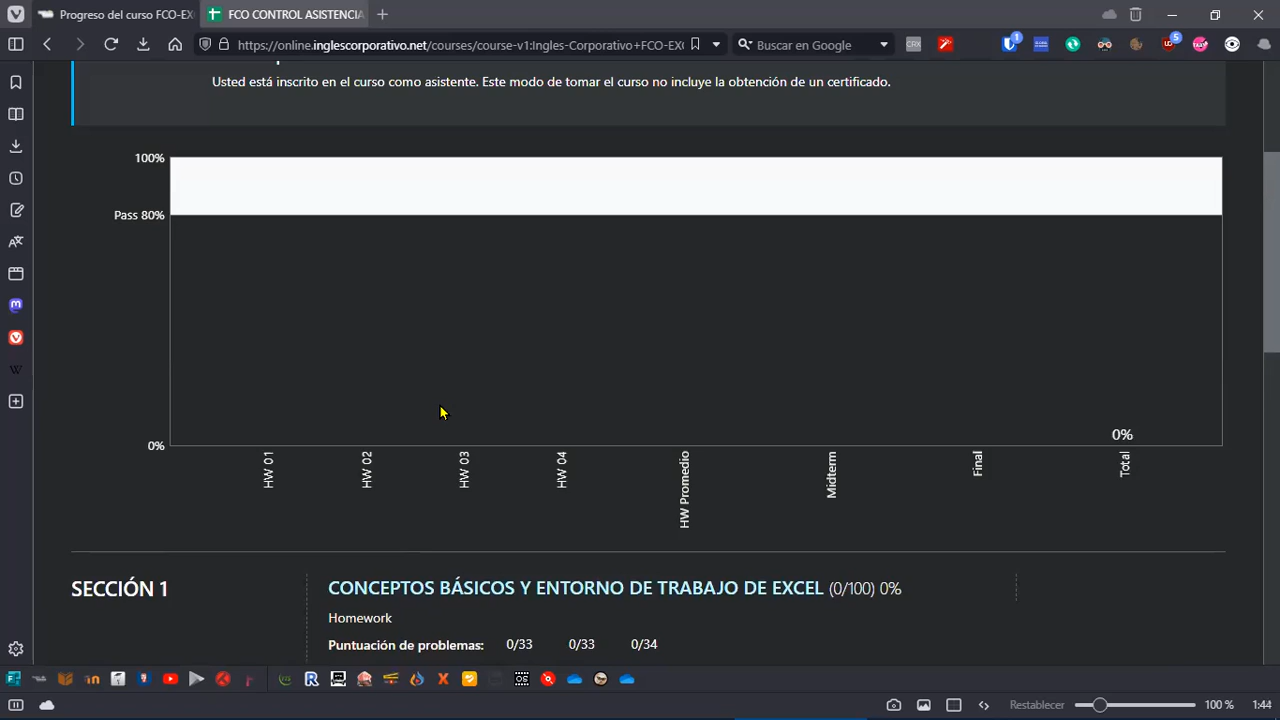 Progreso del curso FCO-EX
FCO CONTROL ASISTENCIA
https://online.inglescorporativo.net/courses/course-v1:Ingles-Corporativo+FCO-EX
Buscar en Google
CRX
1
5
Usted está inscrito en el curso como asistente. Este modo de tomar el curso no incluye la obtención de un certificado.
100%
Pass 80%
0%
0%
HW 01
HW 02
HW 03
HW 04
HW Promedio
Midterm
Final
Total
SECCIÓN 1
CONCEPTOS BÁSICOS Y ENTORNO DE TRABAJO DE EXCEL (0/100) 0%
Homework
Puntuación de problemas: 0/33 0/33 0/34
Restablecer
100 %
1:44